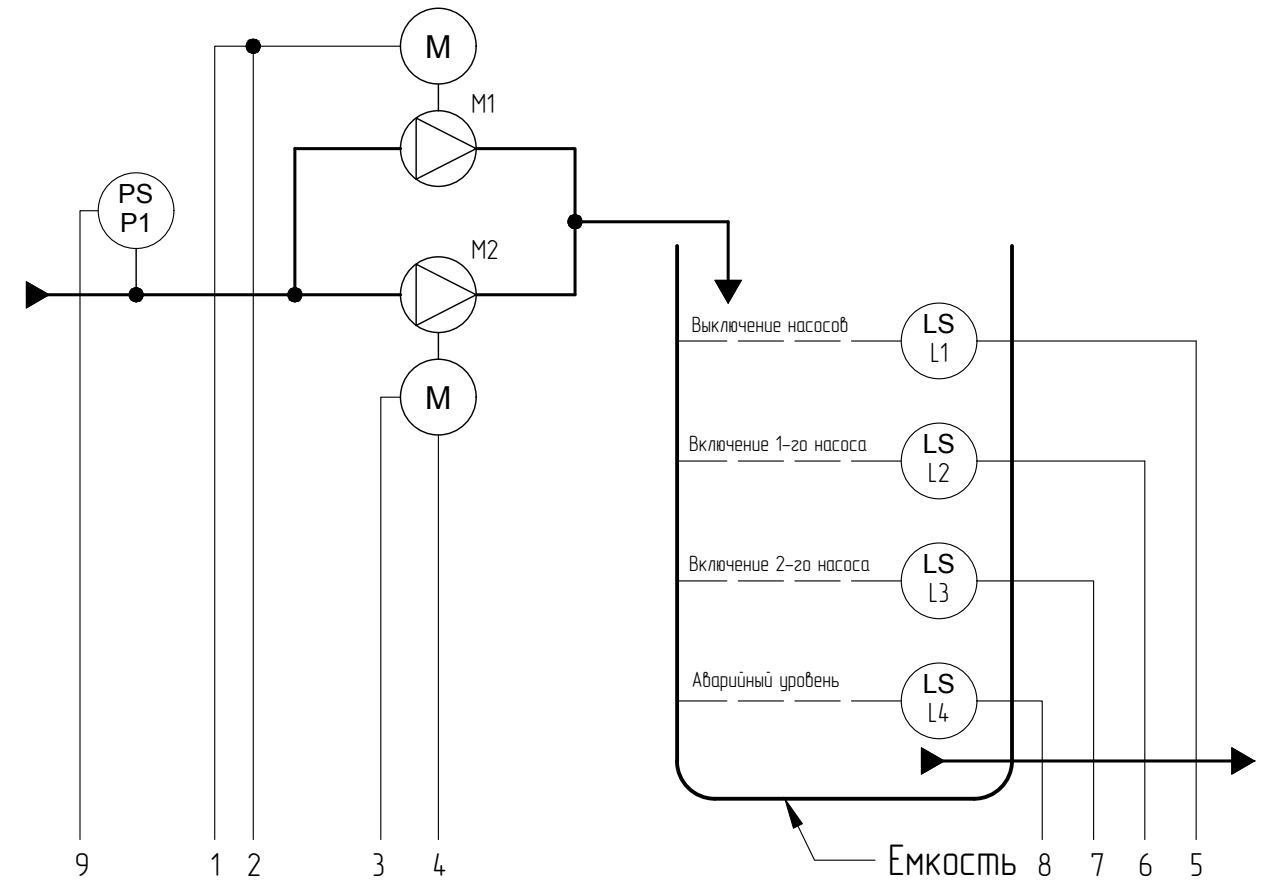 M
M1
PS
P1
M2
M
Выключение насосов
LS
L1
Включение 1-го насоса
LS
L2
Включение 2-го насоса
LS
L3
Аварийный уровень
LS
L4
9 1 2 3 4 Емкость 8 7 6 5